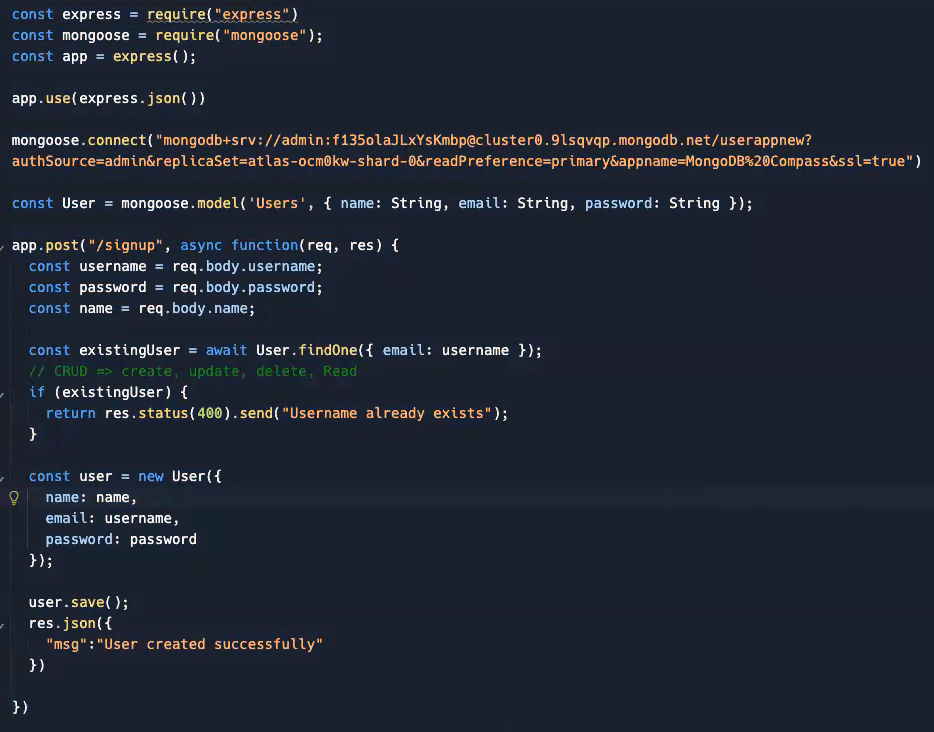 const express = require("express")
const mongoose = require("mongoose");
const app = express();
app.use(express.json())
mongoose.connect("mongodb+srv://admin:f135olaJLxYsKmbp@cluster0.9lsqvqp.mongodb.net/userappnew?
authSource=admin&replicaSet=atlas-ocm0kw-shard-0&readPreference=primary&appname=MongoDB%20Compass&ssl=true")
const User = mongoose.model('Users', { name: String, email: String, password: String });
app.post("/signup", async function(req, res) {
  const username = req.body.username;
  const password = req.body.password;
  const name = req.body.name;
  const existingUser = await User.findOne({ email: username });
  // CRUD => create, update, delete, Read
  if (existingUser) {
    return res.status(400).send("Username already exists");
  }
  const user = new User({
    name: name,
    email: username,
    password: password
  });
  user.save();
  res.json({
    "msg":"User created successfully"
  })
})